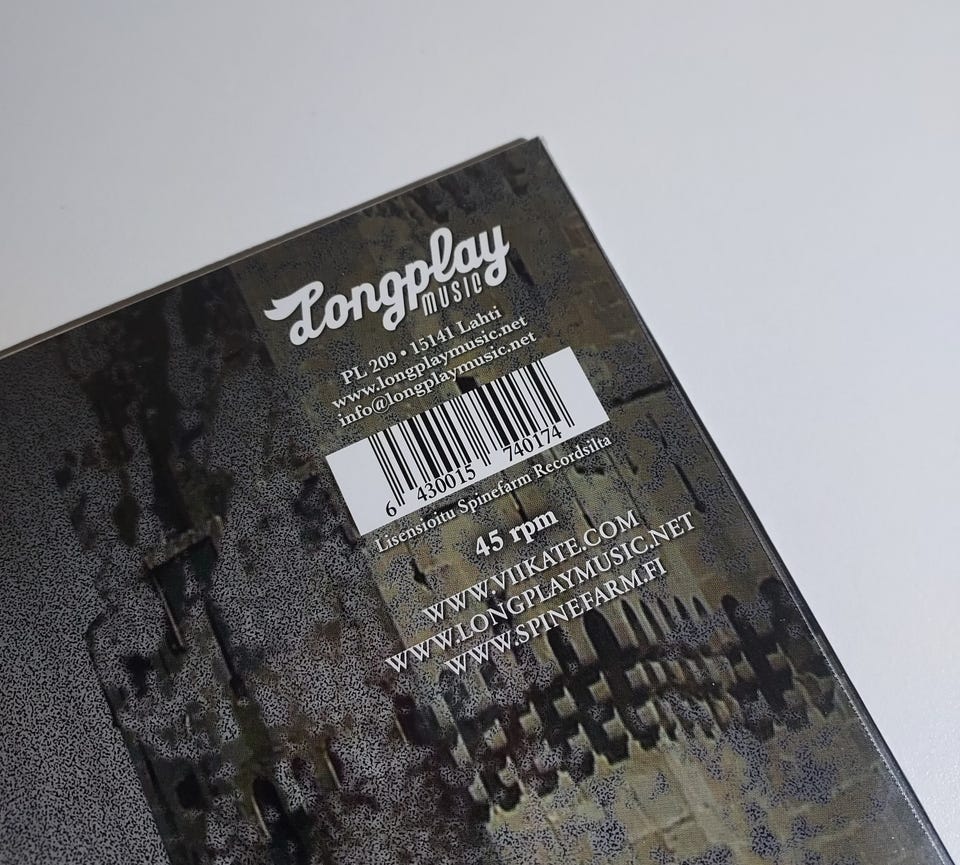 Longplay
MUSIC
PL 209 • 15141 Lahti
www.longplaymusic.net
info@longplaymusic.net
6 430015 740174
Lisensioitu Spinefarm Recordsilta
45 rpm
WWW.VIIKATE.COM
WWW.LONGPLAYMUSIC.NET
WWW.SPINEFARM.FI